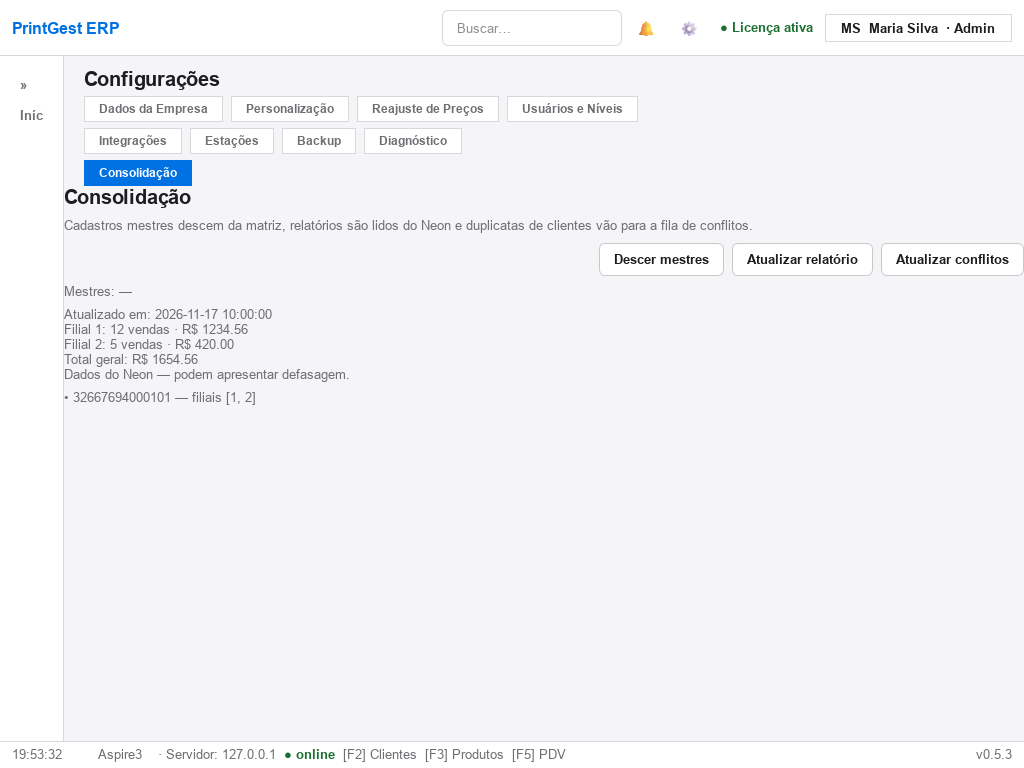 PrintGest ERP
Buscar…
● Licença ativa
MS Maria Silva · Admin
»
Iníc
Configurações
Dados da Empresa
Personalização
Reajuste de Preços
Usuários e Níveis
Integrações
Estações
Backup
Diagnóstico
Consolidação
Consolidação
Cadastros mestres descem da matriz, relatórios são lidos do Neon e duplicatas de clientes vão para a fila de conflitos.
Descer mestres
Atualizar relatório
Atualizar conflitos
Mestres: —
Atualizado em: 2026-11-17 10:00:00
Filial 1: 12 vendas · R$ 1234.56
Filial 2: 5 vendas · R$ 420.00
Total geral: R$ 1654.56
Dados do Neon — podem apresentar defasagem.
• 32667694000101 — filiais [1, 2]
19:53:32 Aspire3 · Servidor: 127.0.0.1 ● online [F2] Clientes [F3] Produtos [F5] PDV v0.5.3